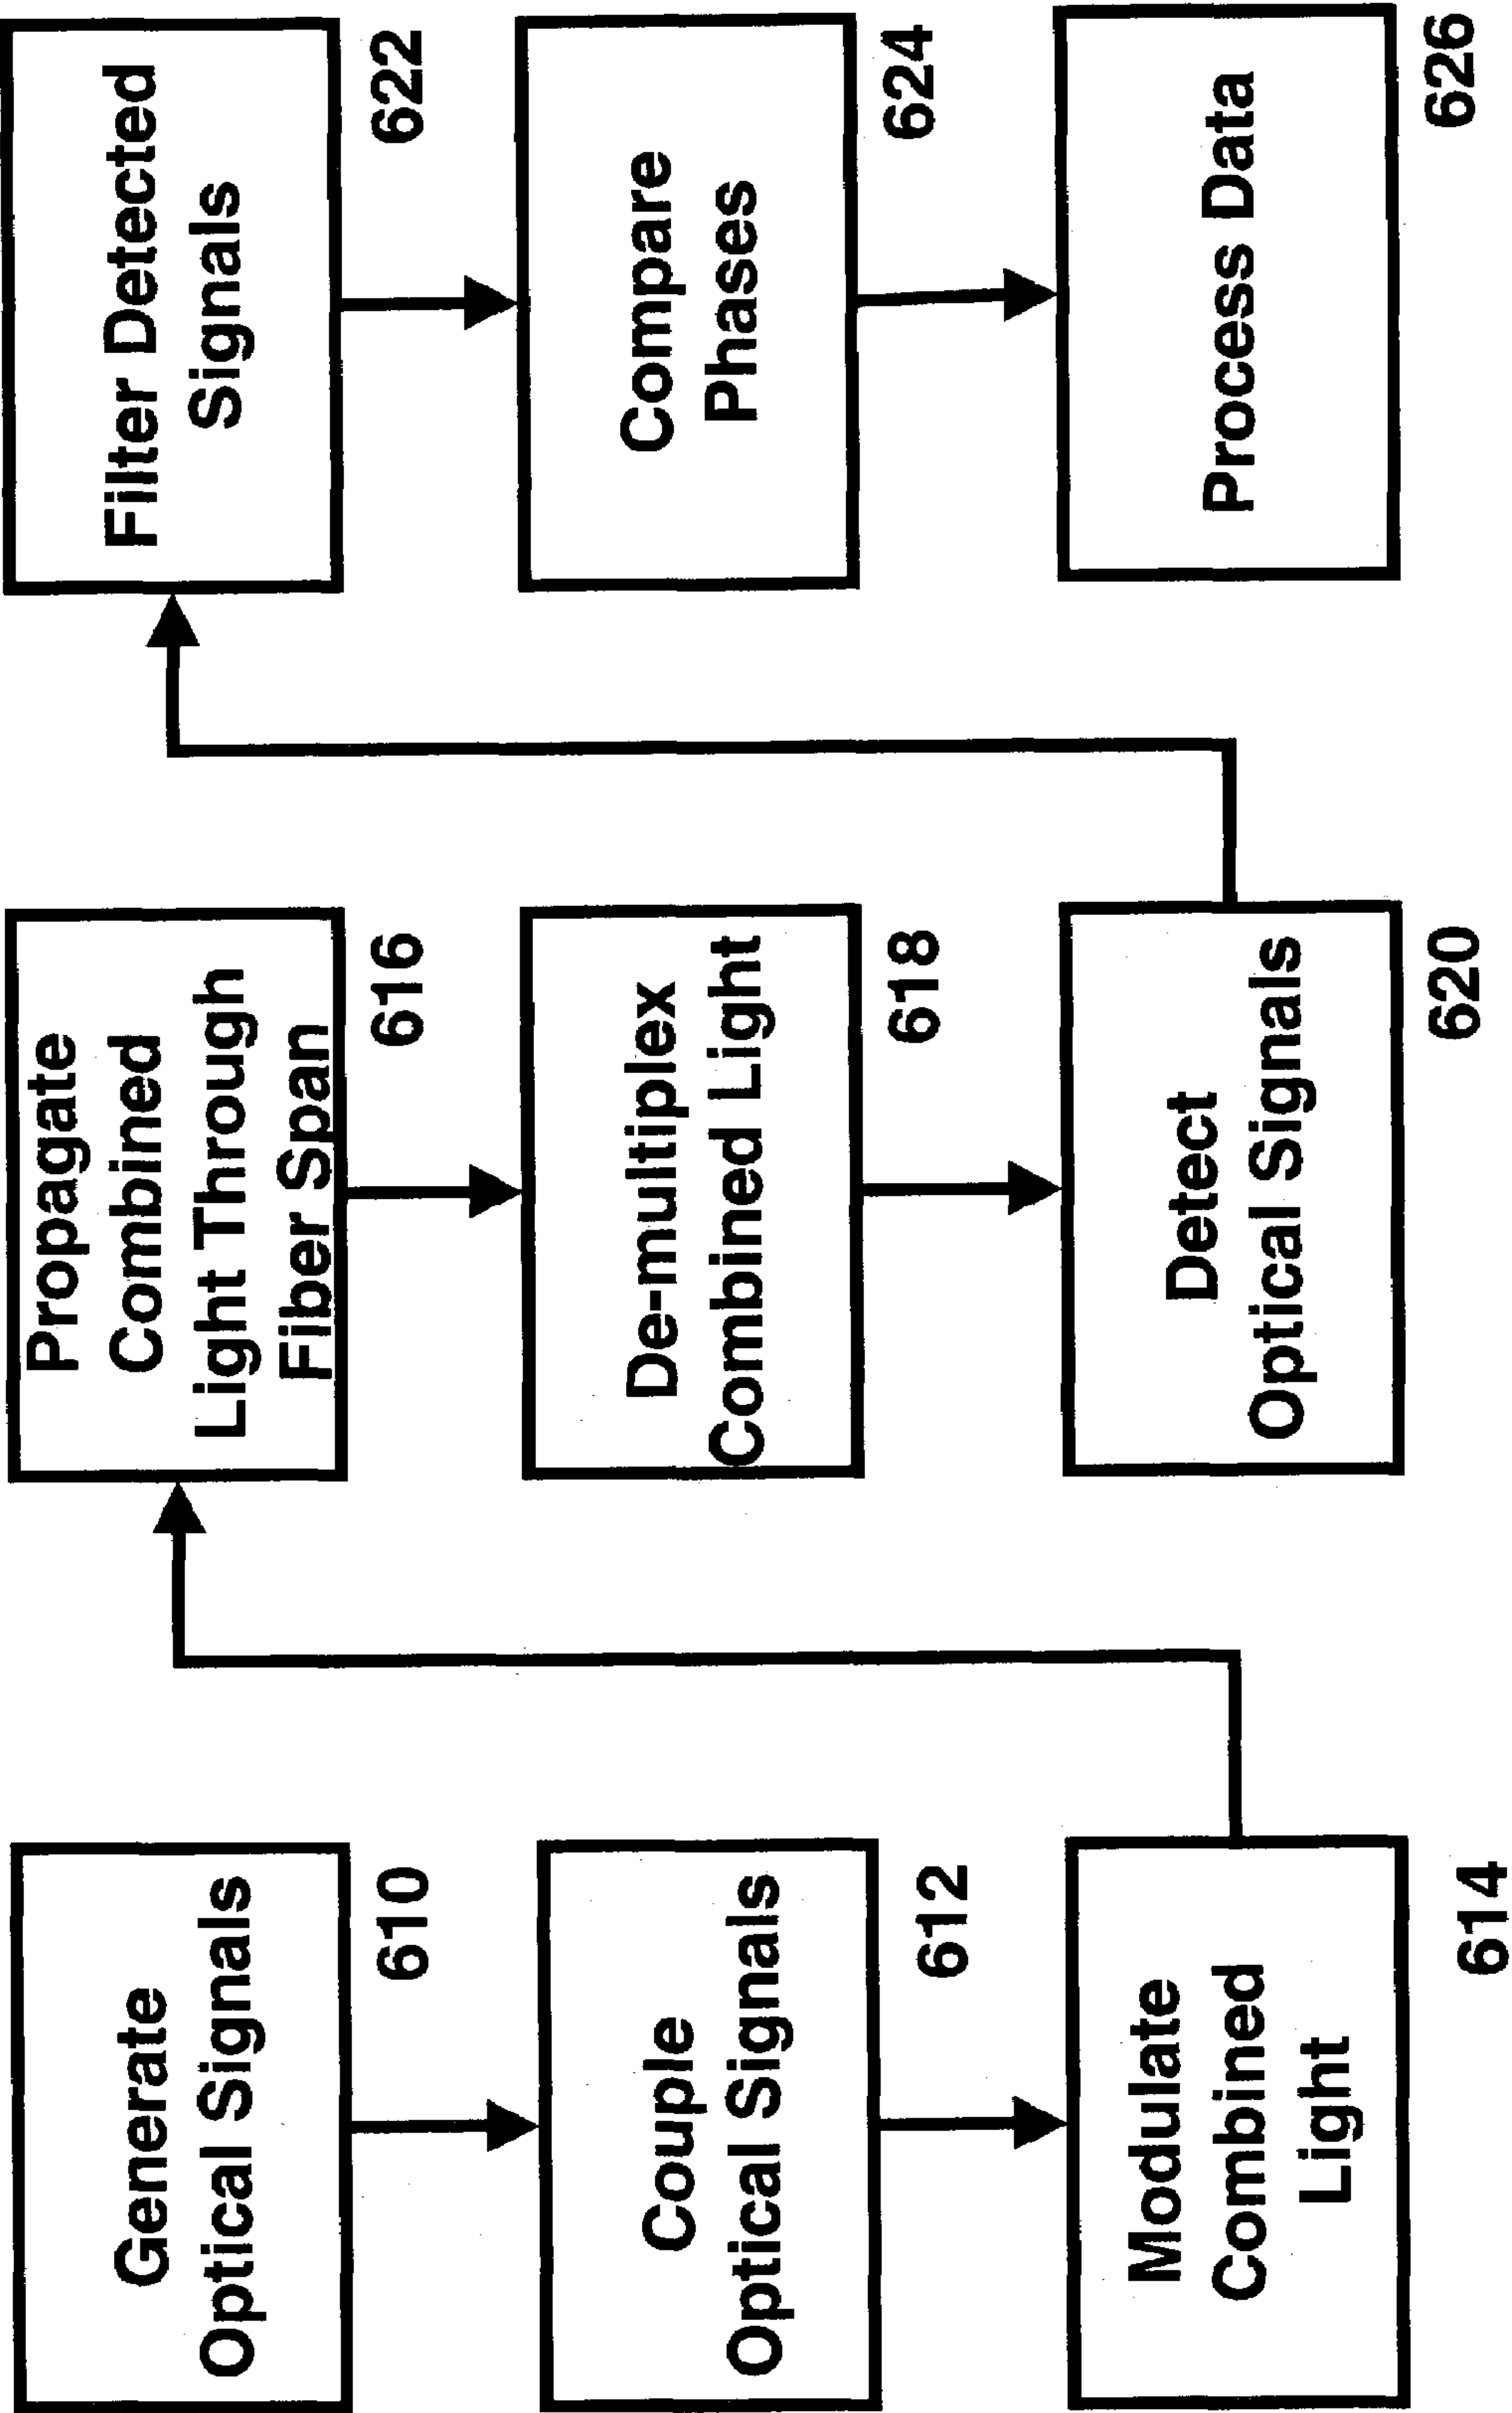 Generate
Optical Signals
610
Couple
Optical Signals
612
Modulate
Combined
Light
614
Propagate
Combined
Light Through
Fiber Span
616
De-multiplex
Combined Light
618
Detect
Optical Signals
620
Filter Detected
Signals
622
Compare
Phases
624
Process Data
626